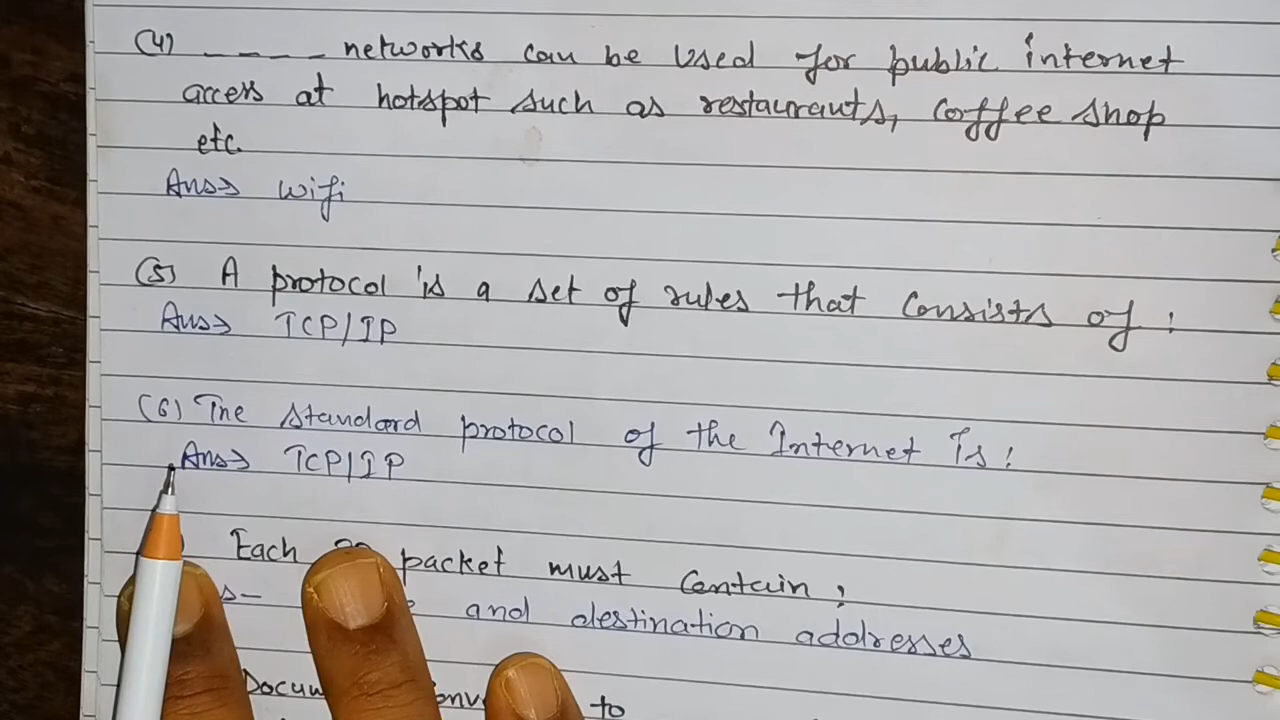 (4) _ _ _ _ networks can be used for public internet
access at hotspot such as restaurants, coffee shop
etc.
Ans→ wifi
(5) A protocol is a set of rules that consists of :
Ans→ TCP/IP
(6) The standard protocol of the Internet Is :
Ans→ TCP/IP
Each packet must contain :
and destination addresses
to